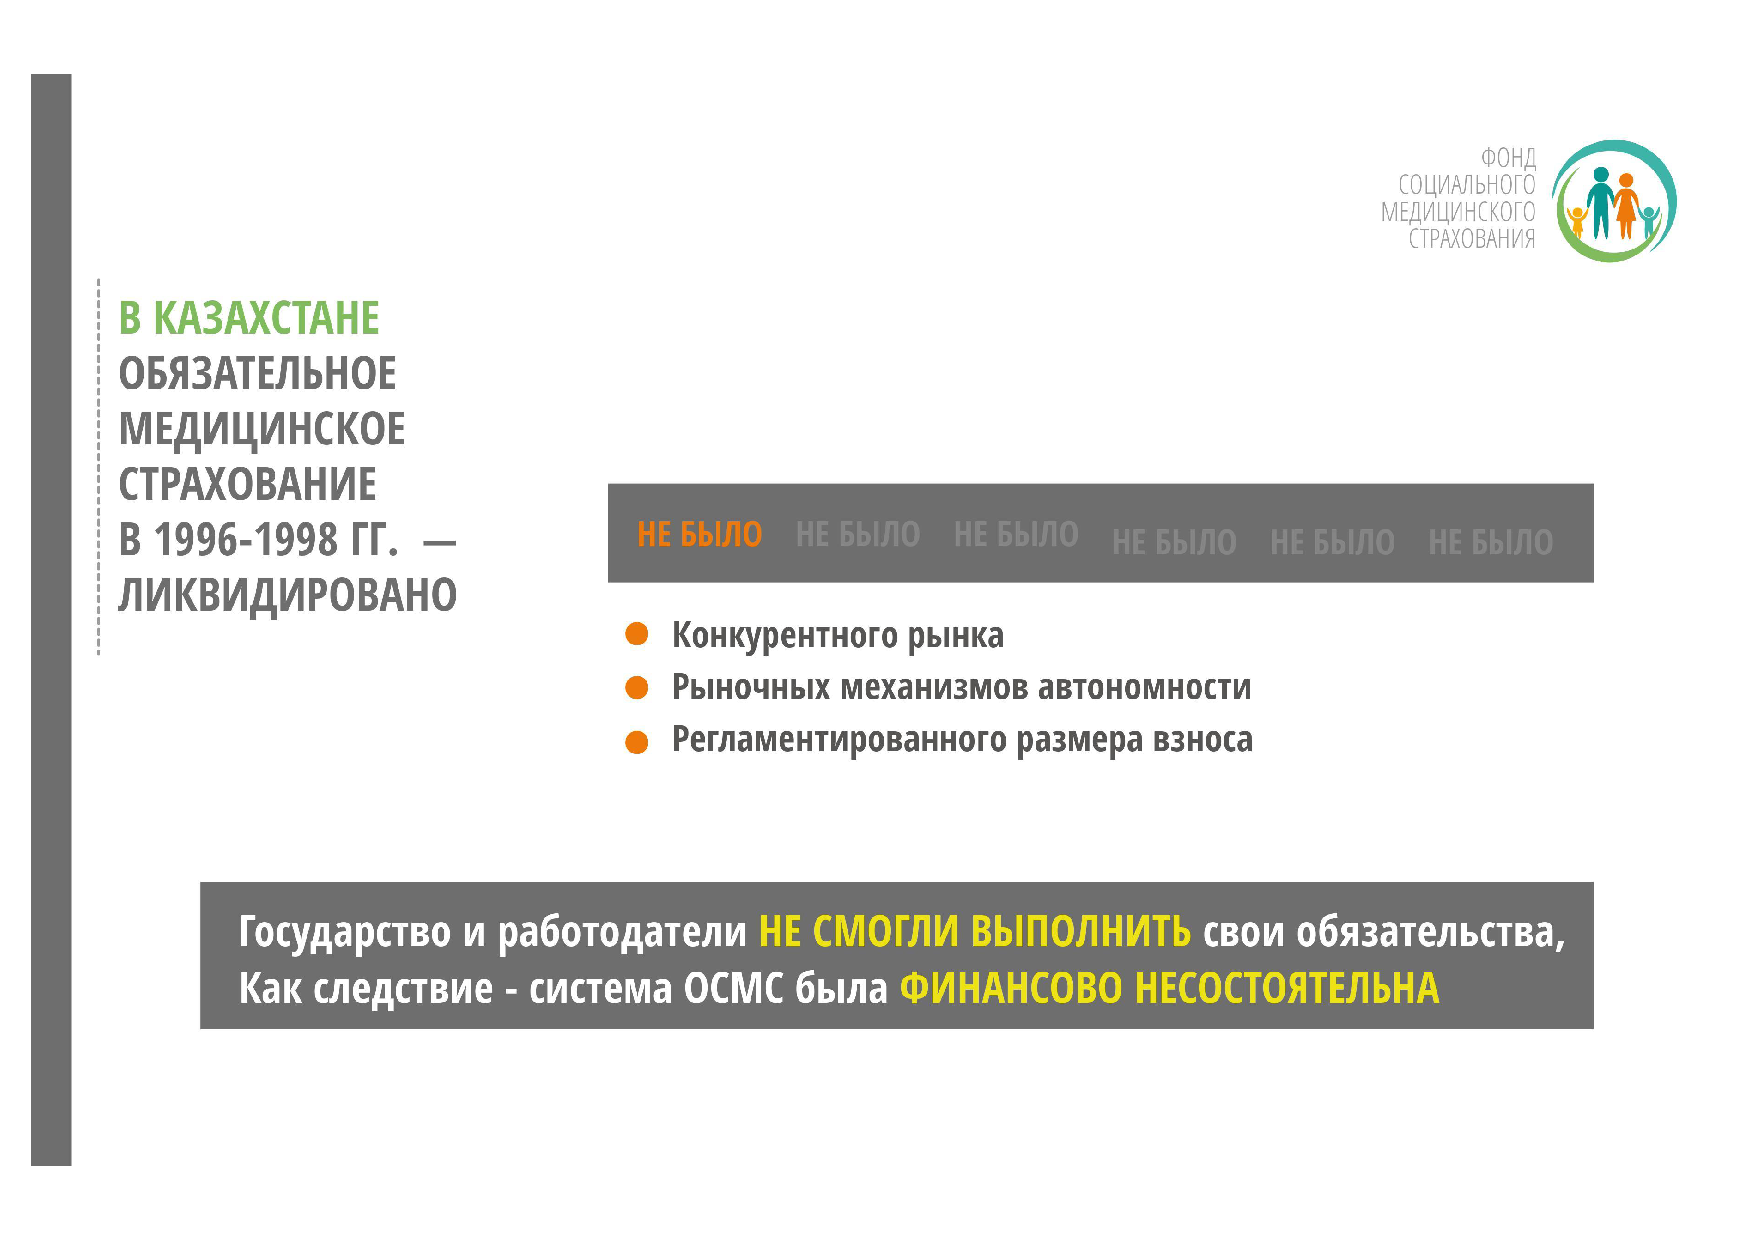 ФОНД
СОЦИАЛЬНОГО
МЕДИЦИНСКОГО
СТРАХОВАНИЯ
В КАЗАХСТАНЕ
ОБЯЗАТЕЛЬНОЕ
МЕДИЦИНСКОЕ
СТРАХОВАНИЕ
В 1996-1998 ГГ. —
ЛИКВИДИРОВАНО
НЕ БЫЛО НЕ БЫЛО НЕ БЫЛО НЕ БЫЛО НЕ БЫЛО НЕ БЫЛО
Конкурентного рынка
Рыночных механизмов автономности
Регламентированного размера взноса
Государство и работодатели НЕ СМОГЛИ ВЫПОЛНИТЬ свои обязательства,
Как следствие - система ОСМС была ФИНАНСОВО НЕСОСТОЯТЕЛЬНА